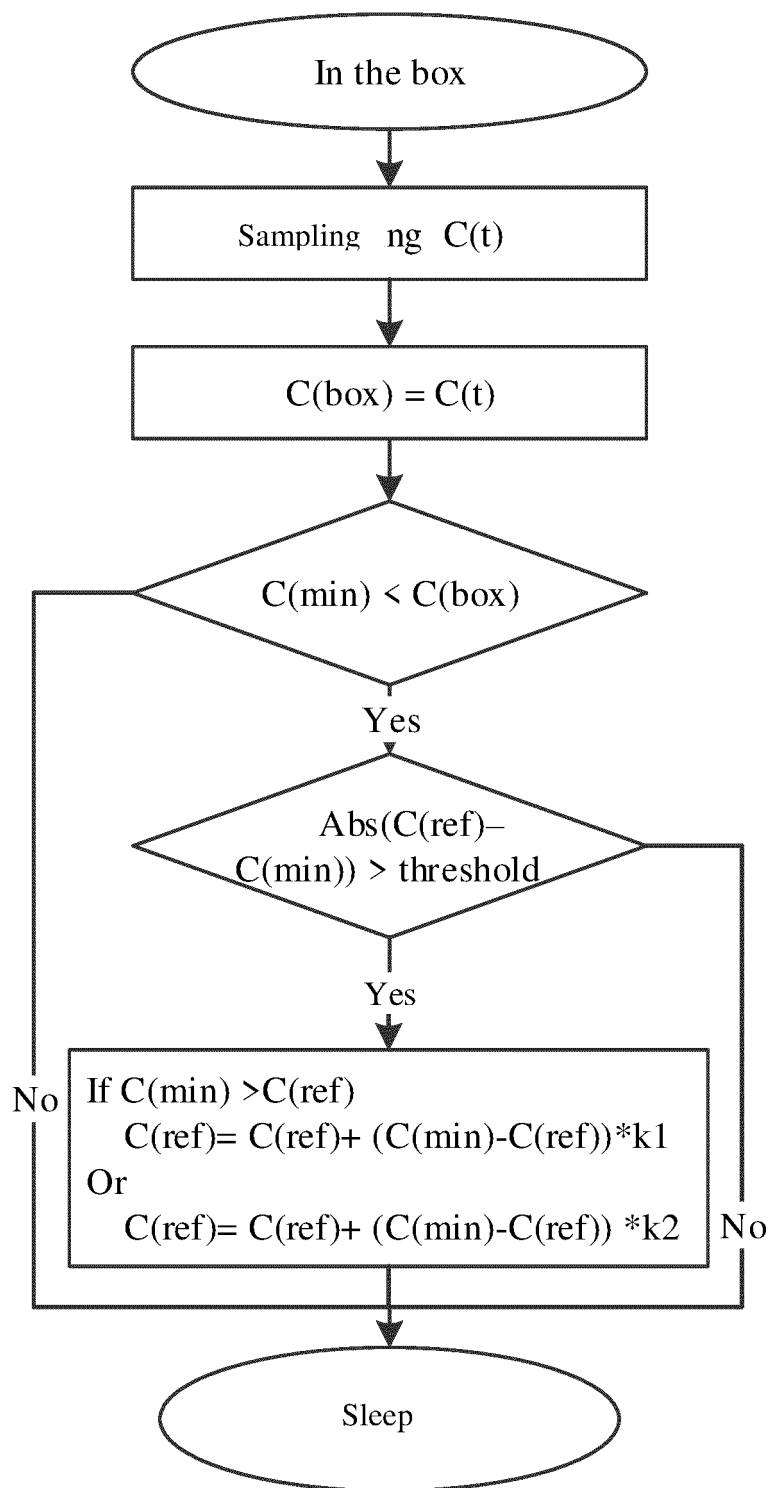 In the box
Sampling ng C(t)
C(box) = C(t)
C(min) < C(box)
Yes
Abs(C(ref)–
C(min)) > threshold
Yes
No
If C(min) >C(ref)
C(ref)= C(ref)+ (C(min)-C(ref))*k1
Or
C(ref)= C(ref)+ (C(min)-C(ref)) *k2
No
Sleep